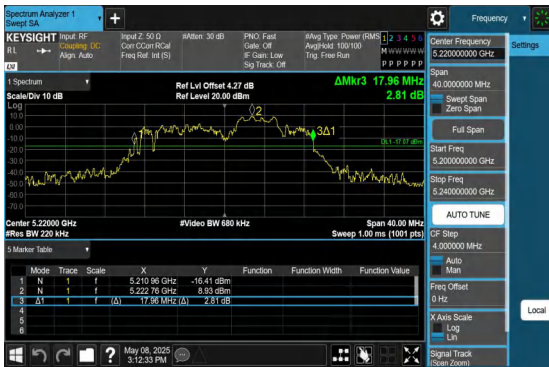 Spectrum Analyzer 1
Swept SA
Frequency
KEYSIGHT
RL
LXI
Input: RF
Coupling: DC
Align: Auto
Input Z: 50 Ω
Corr CCorr RCal
Freq Ref: Int (S)
#Atten: 30 dB
PNO: Fast
Gate: Off
IF Gain: Low
Sig Track: Off
#Avg Type: Power (RMS
Avg|Hold: 100/100
Trig: Free Run
1 2 3 4 5 6
M W W W W W
P P P P P P
1 Spectrum
Scale/Div 10 dB
Ref Lvl Offset 4.27 dB
Ref Level 20.00 dBm
ΔMkr3 17.96 MHz
2.81 dB
Log
10.0
0.00
-10.0
-20.0
-30.0
-40.0
-50.0
-60.0
-70.0
2
3Δ1
DL1 -17.07 dBm
Center 5.22000 GHz
#Res BW 220 kHz
#Video BW 680 kHz
Span 40.00 MHz
Sweep 1.00 ms (1001 pts)
5 Marker Table
Mode Trace Scale X Y Function Function Width Function Value
1 N 1 f 5.210 96 GHz -16.41 dBm
2 N 1 f 5.222 76 GHz 8.93 dBm
3 Δ1 1 f (Δ) 17.96 MHz (Δ) 2.81 dB
4
5
6
May 08, 2025
3:12:33 PM
Center Frequency
5.220000000 GHz
Settings
Span
40.0000000 MHz
Swept Span
Zero Span
Full Span
Start Freq
5.200000000 GHz
Stop Freq
5.240000000 GHz
AUTO TUNE
CF Step
4.000000 MHz
Auto
Man
Freq Offset
0 Hz
X Axis Scale
Log
Lin
Local
Signal Track
(Span Zoom)